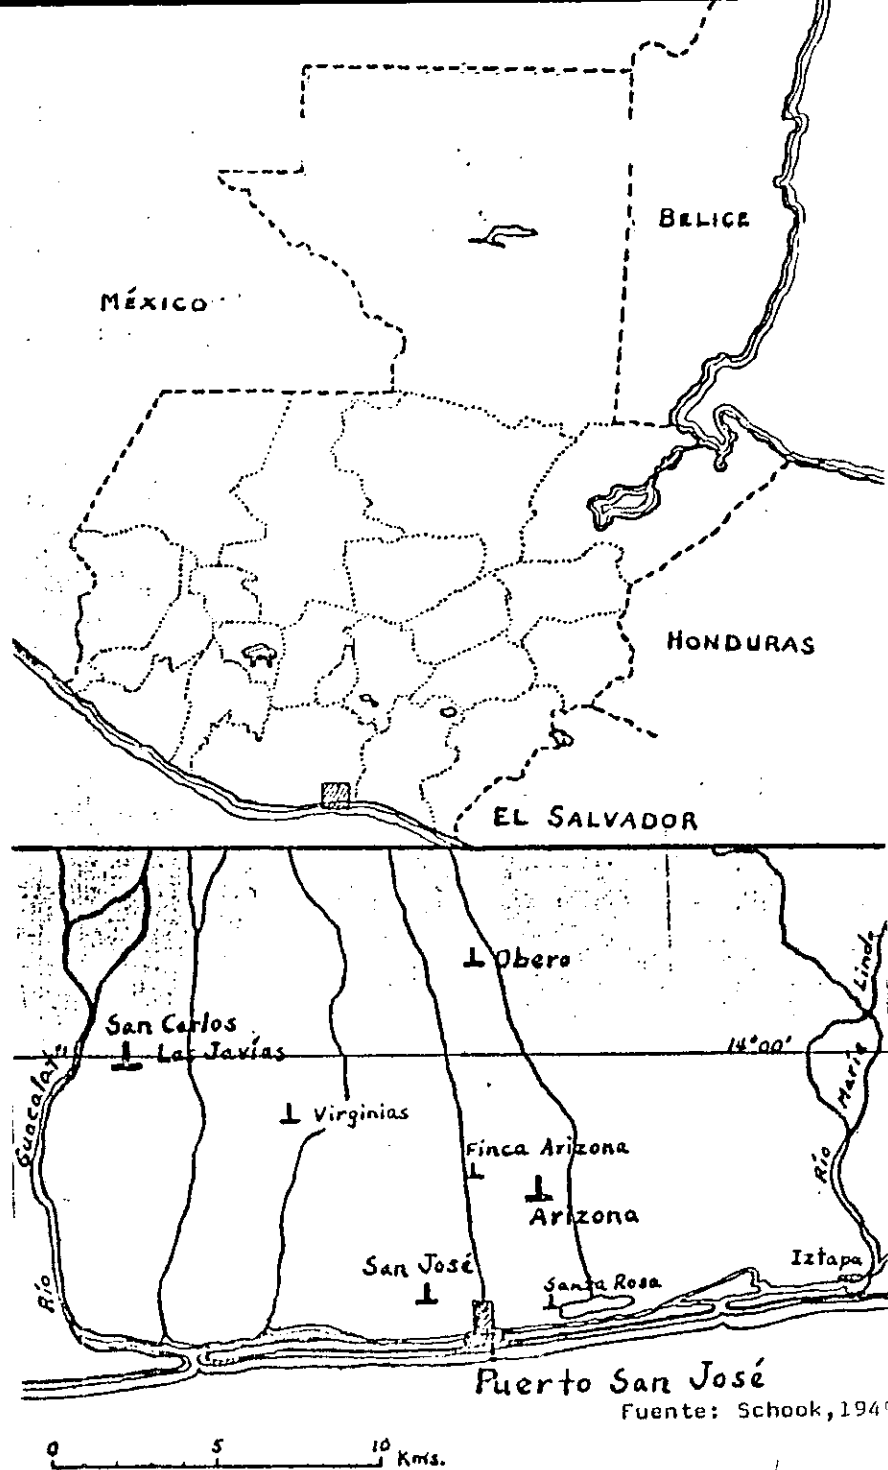 BELICE
MÉXICO
HONDURAS
EL SALVADOR
Obero
Linda
San Carlos
Las Javías
14°00'
María
Virginias
Finca Arizona
Río
Arizona
San José
Santa Rosa
Iztapa
Río
Puerto San José
Fuente: Schook,194
0 5 10 Kms.